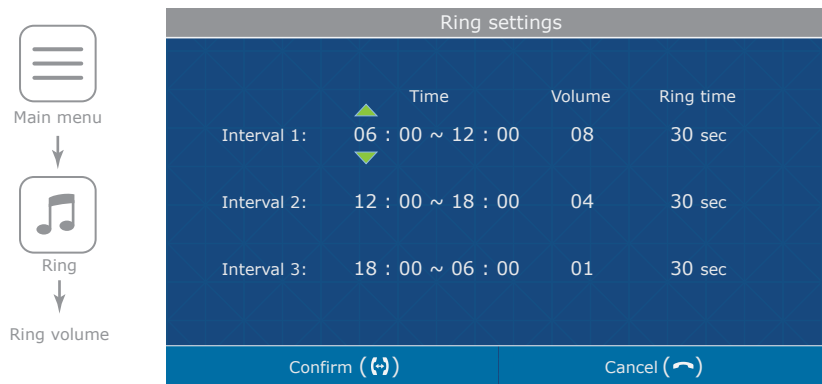 Main menu
Ring
Ring volume
Ring settings
Time Volume Ring time
Interval 1: 06 : 00 ~ 12 : 00 08 30 sec
Interval 2: 12 : 00 ~ 18 : 00 04 30 sec
Interval 3: 18 : 00 ~ 06 : 00 01 30 sec
Confirm () Cancel ()